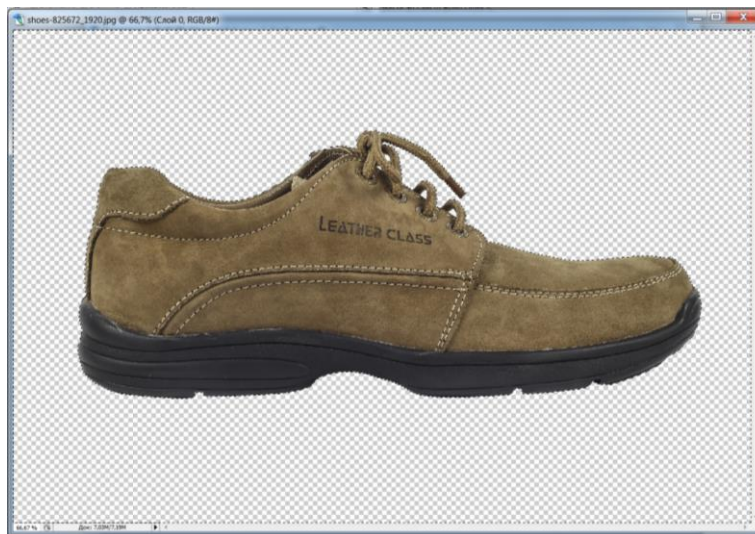 shoes-825672_1920.jpg @ 66,7% (Слой 0, RGB/8#)
LEATHER CLASS
66,67 %